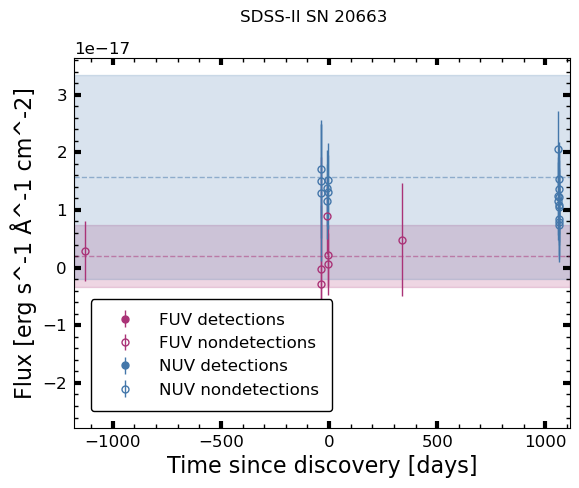 SDSS-II SN 20663
1e−17
3
2
1
0
−1
−2
Flux [erg s^-1 Å^-1 cm^-2]
FUV detections
FUV nondetections
NUV detections
NUV nondetections
−1000 −500 0 500 1000
Time since discovery [days]